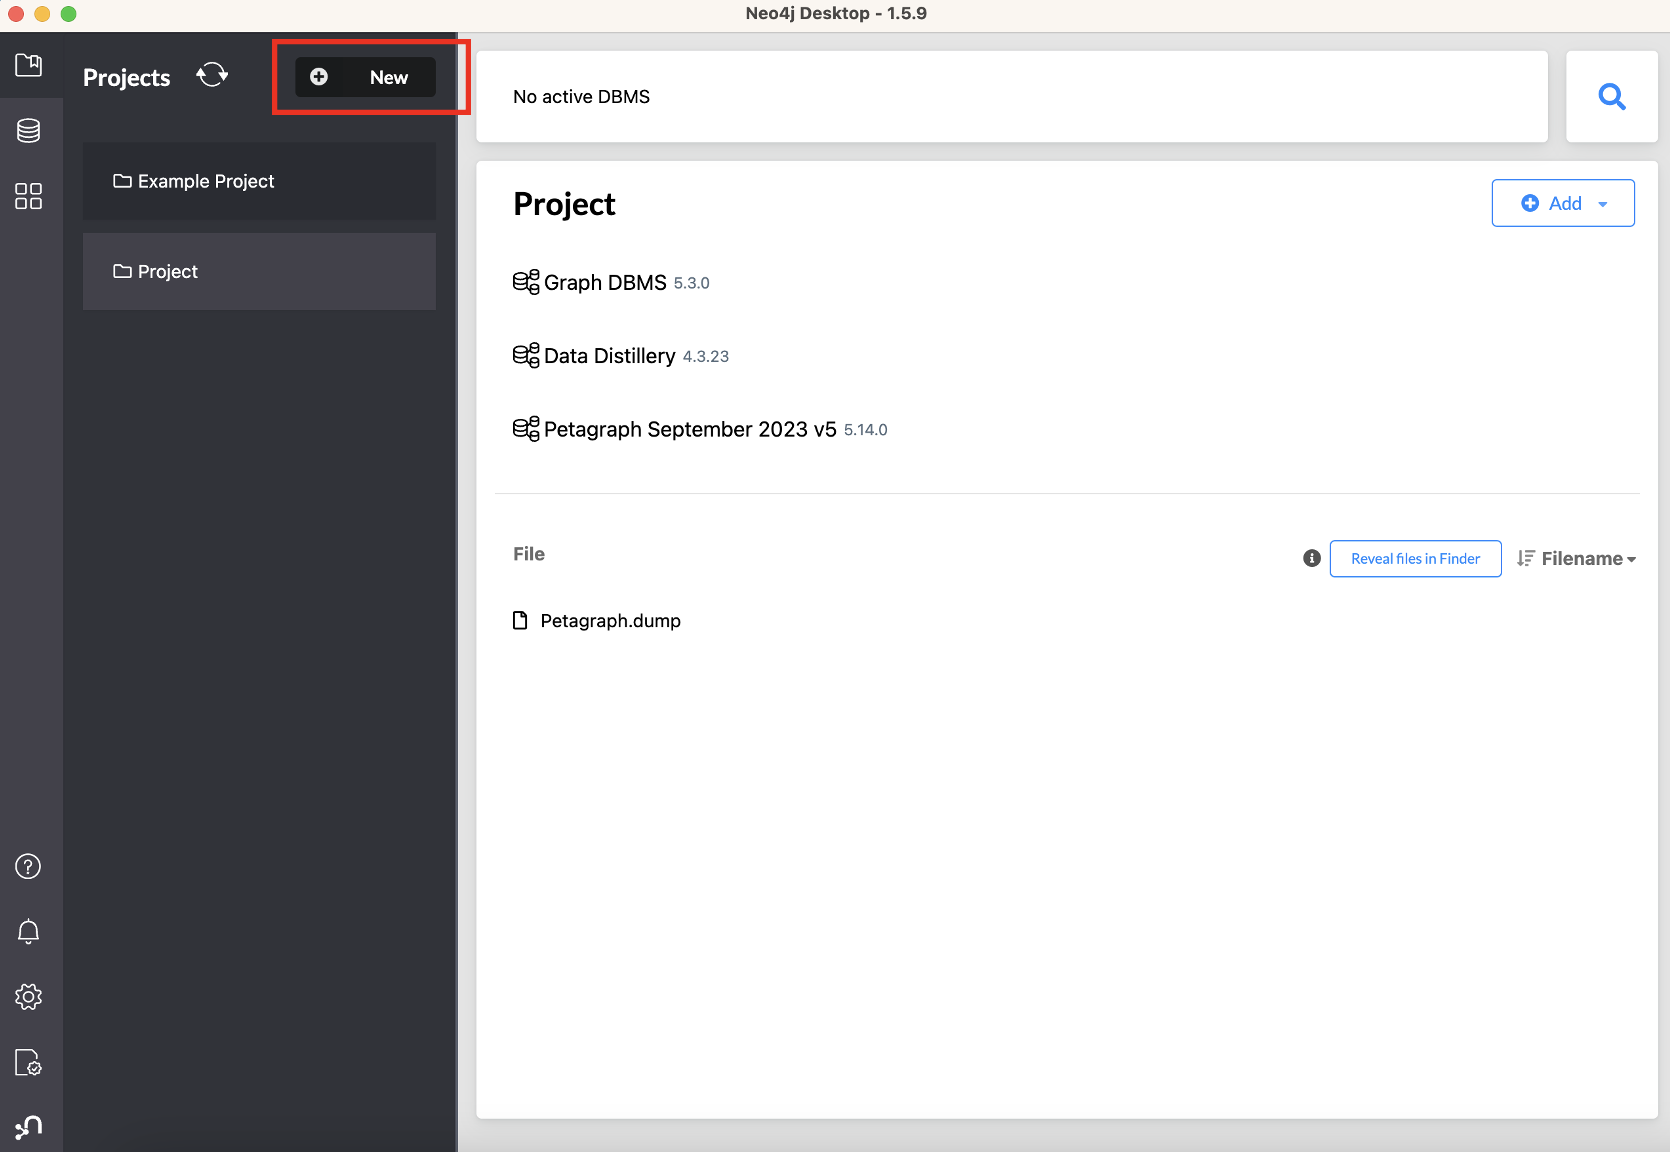 Neo4j Desktop - 1.5.9
Projects
New
Example Project
Project
No active DBMS
Project
Add
Graph DBMS 5.3.0
Data Distillery 4.3.23
Petagraph September 2023 v5 5.14.0
File
Reveal files in Finder
Filename
Petagraph.dump